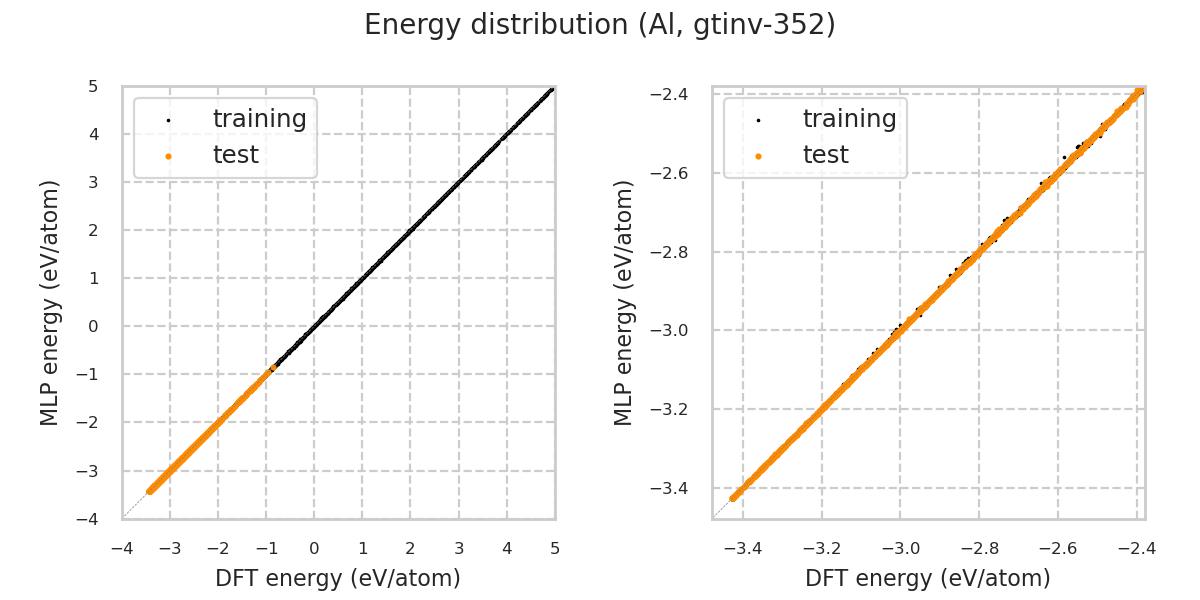 Energy distribution (Al, gtinv-352)
MLP energy (eV/atom)
5
4
3
2
1
0
−1
−2
−3
−4
training
test
−4 −3 −2 −1 0 1 2 3 4 5
DFT energy (eV/atom)
MLP energy (eV/atom)
−2.4
−2.6
−2.8
−3.0
−3.2
−3.4
training
test
−3.4 −3.2 −3.0 −2.8 −2.6 −2.4
DFT energy (eV/atom)